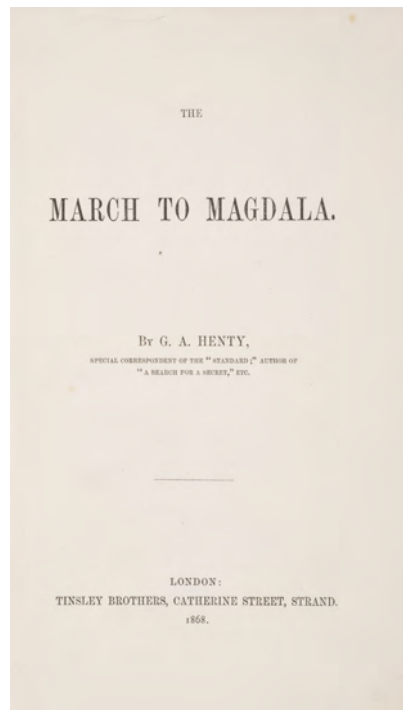 THE
MARCH TO MAGDALA.
By G. A. HENTY,
SPECIAL CORRESPONDENT OF THE "STANDARD;" AUTHOR OF
"A SEARCH FOR A SECRET," ETC.
LONDON:
TINSLEY BROTHERS, CATHERINE STREET, STRAND.
1868.